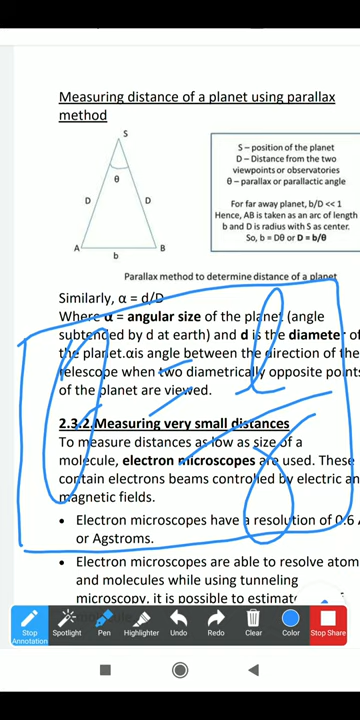 Measuring distance of a planet using parallax
method
S
θ
D
D
A
B
b
S – position of the planet
D – Distance from the two
viewpoints or observatories
θ – parallax or parallactic angle
For far away planet, b/D << 1
Hence, AB is taken as an arc of length
b and D is radius with S as center.
So, b = Dθ or D = b/θ
Parallax method to determine distance of a planet
Similarly, α = d/D
Where α = angular size of the planet (angle
subtended by d at earth) and d is the diameter of
the planet.αis angle between the direction of the
telescope when two diametrically opposite points
of the planet are viewed.
2.3.2.Measuring very small distances
To measure distances as low as size of a
molecule, electron microscopes are used. These
contain electrons beams controlled by electric an
magnetic fields.
• Electron microscopes have a resolution of 0.6
or Agstroms.
• Electron microscopes are able to resolve atom
and molecules while using tunneling
microscopy, it is possible to estimat
Stop
Annotation
Spotlight
Pen
Highlighter
Undo
Redo
Clear
Color
Stop Share